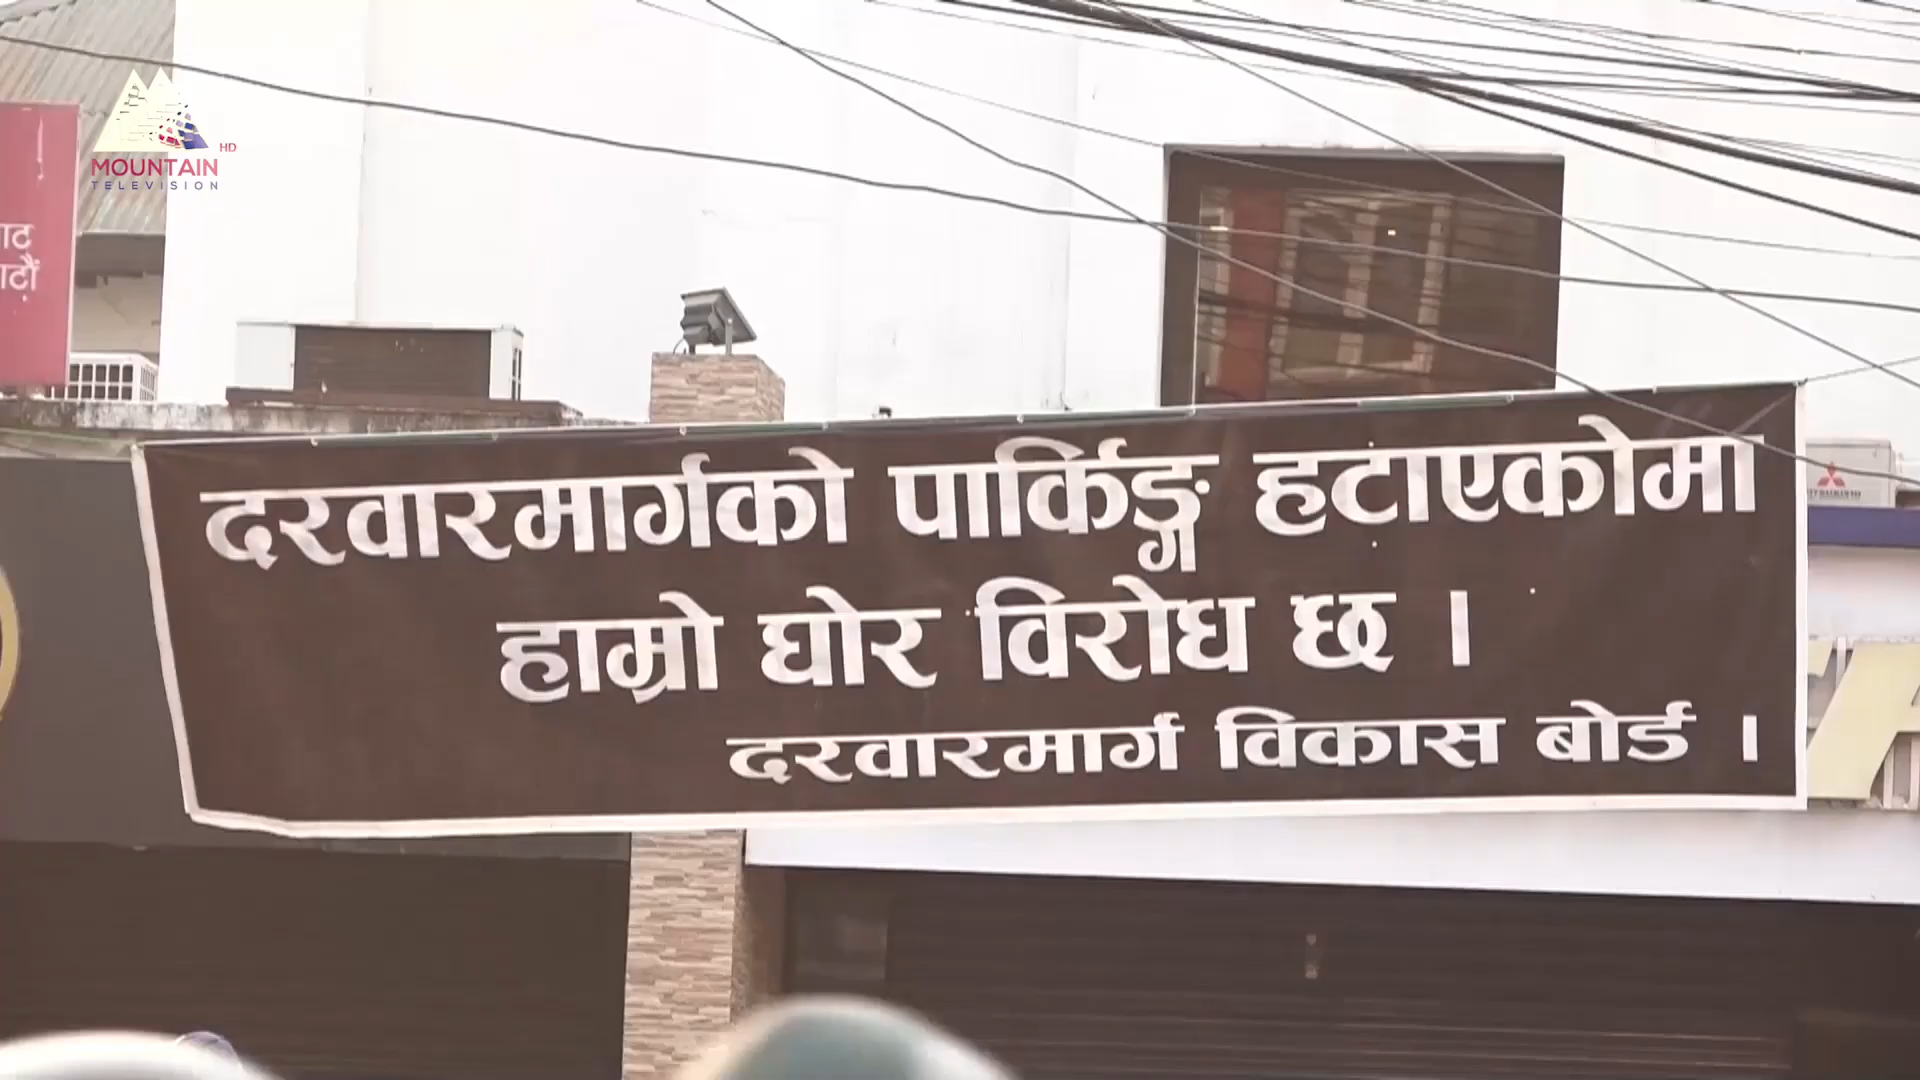 MOUNTAIN HD
TELEVISION
दरवारमार्गको पार्किङ्ग हटाएकोमा
हाम्रो घोर विरोध छ ।
दरवारमार्ग विकास बोर्ड ।